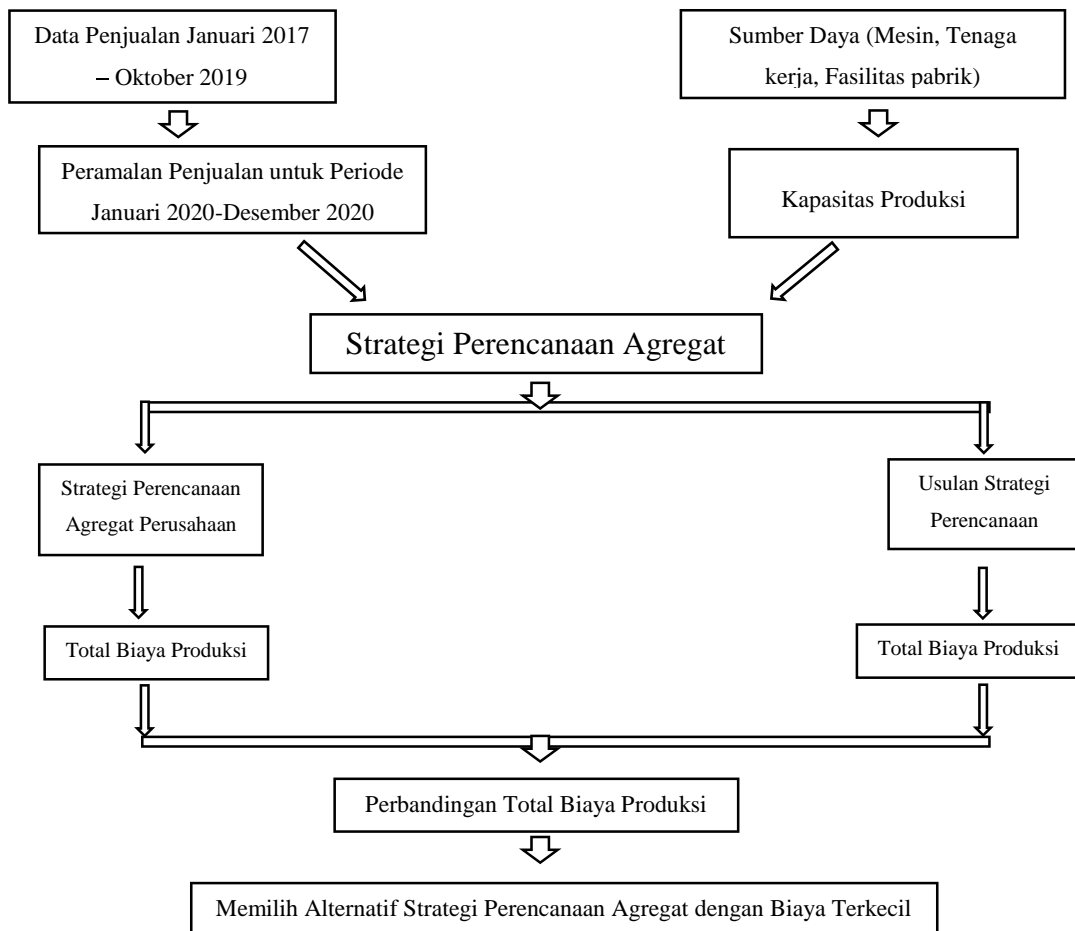 Data Penjualan Januari 2017
– Oktober 2019
Sumber Daya (Mesin, Tenaga
kerja, Fasilitas pabrik)
Peramalan Penjualan untuk Periode
Januari 2020-Desember 2020
Kapasitas Produksi
Strategi Perencanaan Agregat
Strategi Perencanaan
Agregat Perusahaan
Usulan Strategi
Perencanaan
Total Biaya Produksi
Total Biaya Produksi
Perbandingan Total Biaya Produksi
Memilih Alternatif Strategi Perencanaan Agregat dengan Biaya Terkecil